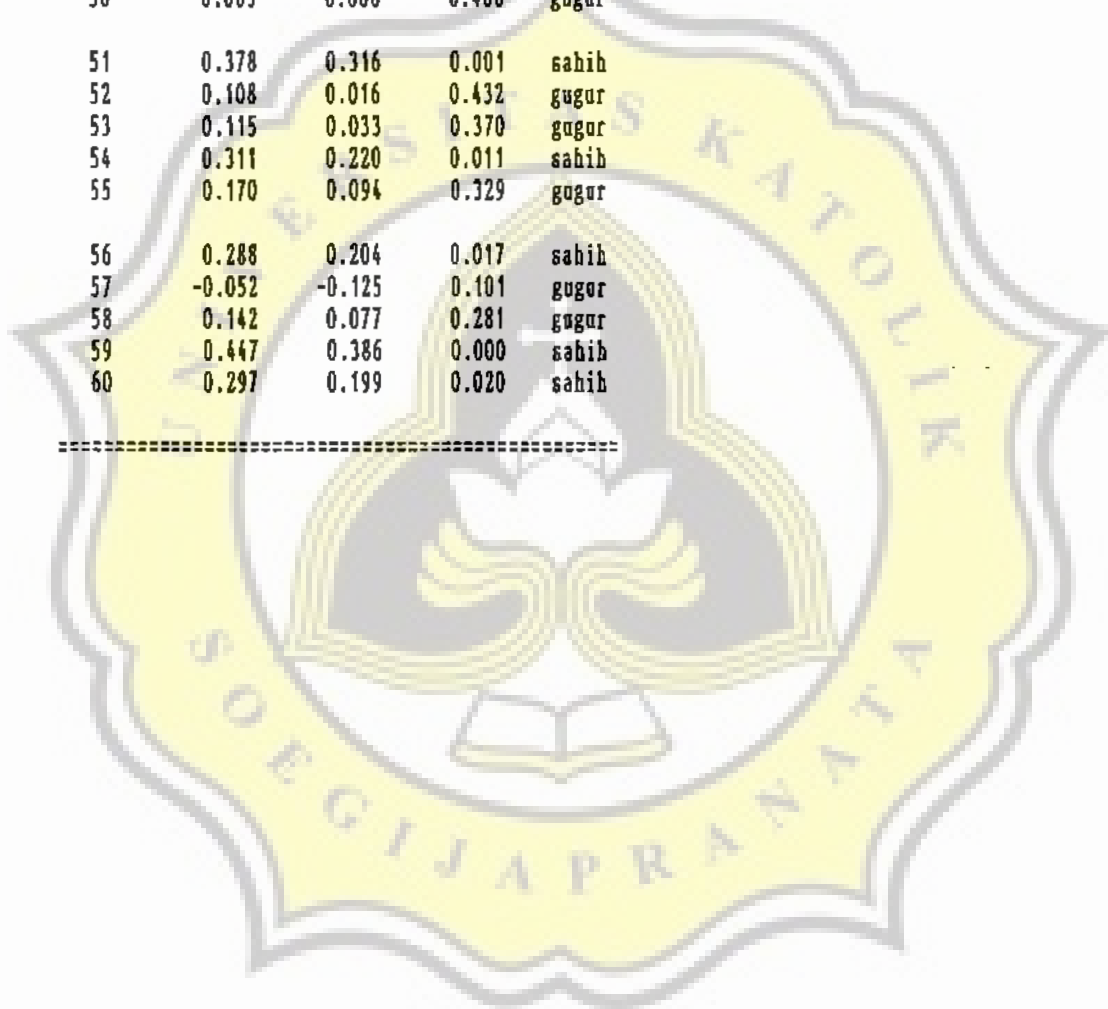 51 0.378 0.316 0.001 sahih
52 0.108 0.016 0.432 gugur
53 0.115 0.033 0.370 gugur
54 0.311 0.220 0.011 sahih
55 0.170 0.094 0.329 gugur
56 0.288 0.204 0.017 sahih
57 -0.052 -0.125 0.101 gugur
58 0.142 0.077 0.281 gugur
59 0.447 0.386 0.000 sahih
60 0.297 0.199 0.020 sahih
UNIVERSITAS KATOLIK
SOEGIJAPRANATA